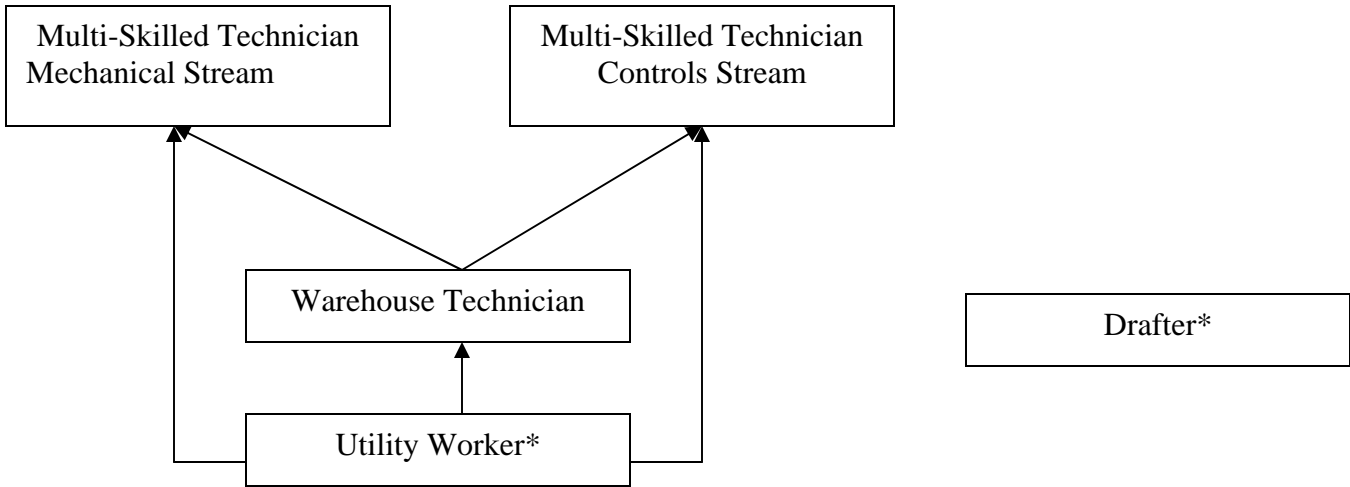 Multi-Skilled Technician
Mechanical Stream
Multi-Skilled Technician
Controls Stream
Warehouse Technician
Drafter*
Utility Worker*